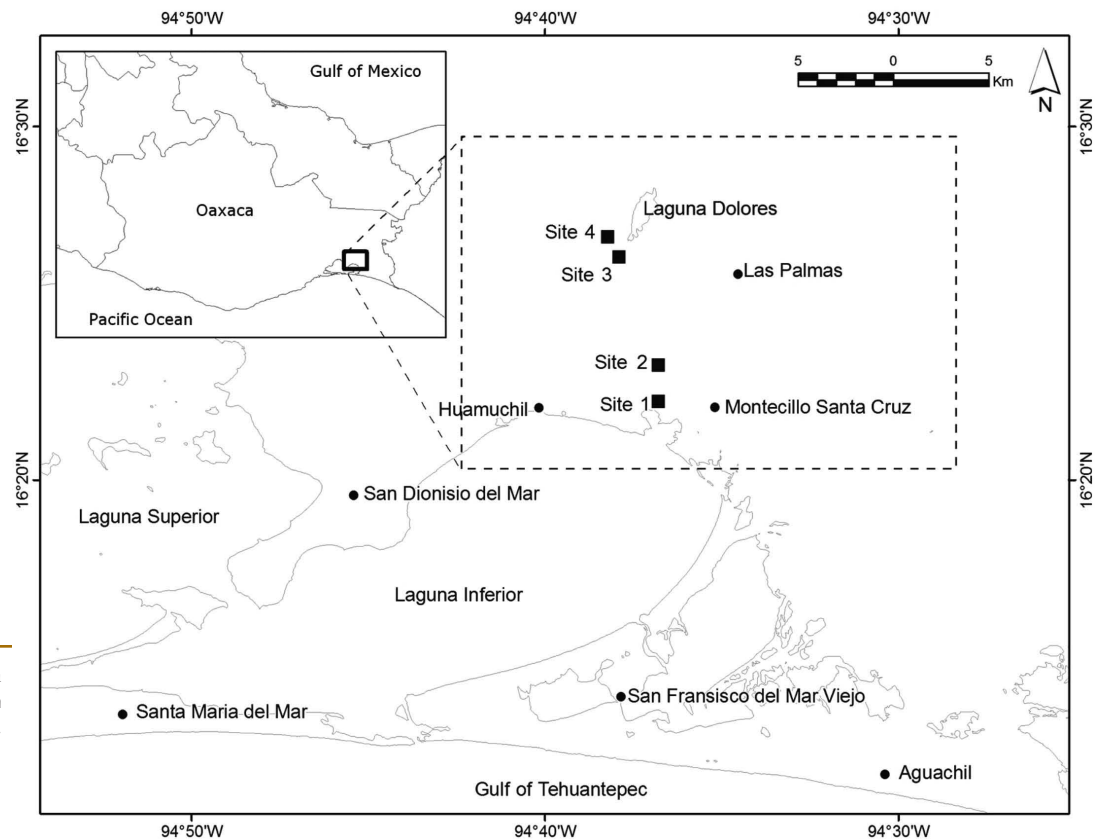 94°50'W
94°40'W
94°30'W
Gulf of Mexico
5
0
5
Km
N
16°30'N
16°30'N
Oaxaca
Laguna Dolores
Site 4
Site 3
Las Palmas
Pacific Ocean
Site 2
Huamuchil
Site 1
Montecillo Santa Cruz
16°20'N
16°20'N
San Dionisio del Mar
Laguna Superior
Laguna Inferior
San Fransisco del Mar Viejo
Santa Maria del Mar
Aguachil
Gulf of Tehuantepec
94°50'W
94°40'W
94°30'W